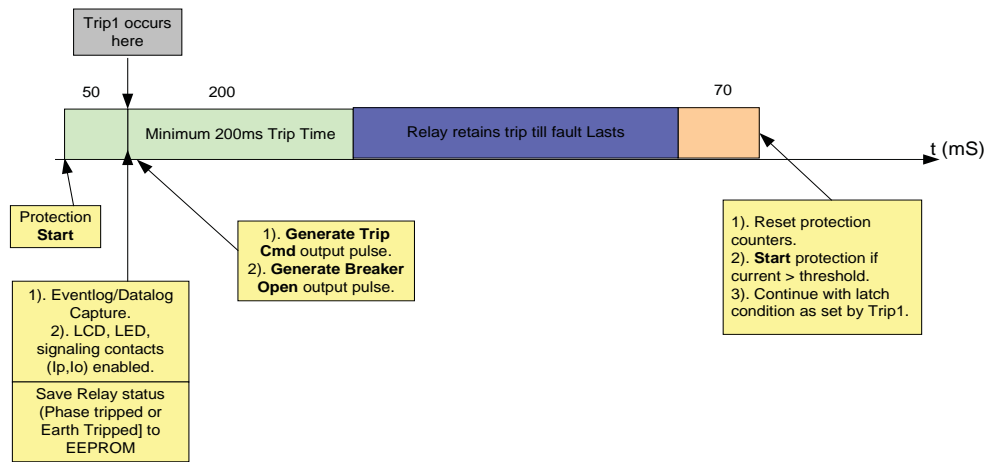 Trip1 occurs
here
50
200
70
Minimum 200ms Trip Time
Relay retains trip till fault Lasts
t (mS)
Protection
Start
1). Generate Trip
Cmd output pulse.
2). Generate Breaker
Open output pulse.
1). Reset protection
counters.
2). Start protection if
current > threshold.
3). Continue with latch
condition as set by Trip1.
1). Eventlog/Datalog
Capture.
2). LCD, LED,
signaling contacts
(Ip,Io) enabled.
Save Relay status
(Phase tripped or
Earth Tripped] to
EEPROM